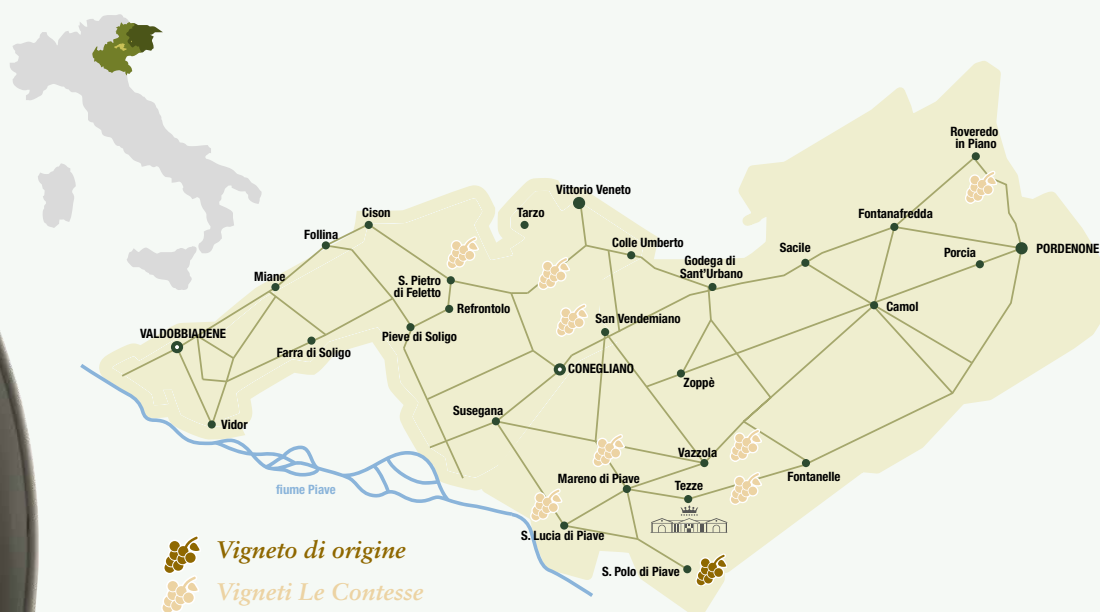 Roveredo
in Piano
Vittorio Veneto
Cison
Tarzo
Fontanafredda
Follina
Colle Umberto
Sacile
PORDENONE
Godega di
Sant'Urbano
Porcia
Miane
S. Pietro
di Feletto
Refrontolo
Camol
San Vendemiano
VALDOBBIADENE
Pieve di Soligo
Farra di Soligo
CONEGLIANO
Zoppè
Susegana
Vidor
Vazzola
Mareno di Piave
Tezze
Fontanelle
fiume Piave
S. Lucia di Piave
S. Polo di Piave
Vigneto di origine
Vigneti Le Contesse